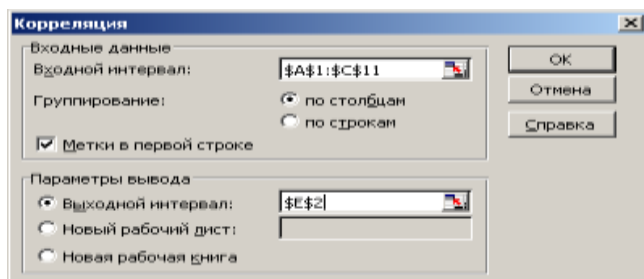 Корреляция
Входные данные
Входной интервал: $A$1:$C$11
Группирование: по столбцам
по строкам
Метки в первой строке
Параметры вывода
Выходной интервал: $E$2
Новый рабочий лист:
Новая рабочая книга
ОК
Отмена
Справка